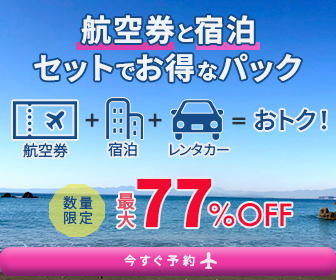 航空券と宿泊
セットでお得なパック
航空券 + 宿泊 + レンタカー = おトク!
数量
限定
最大77%OFF
今すぐ予約